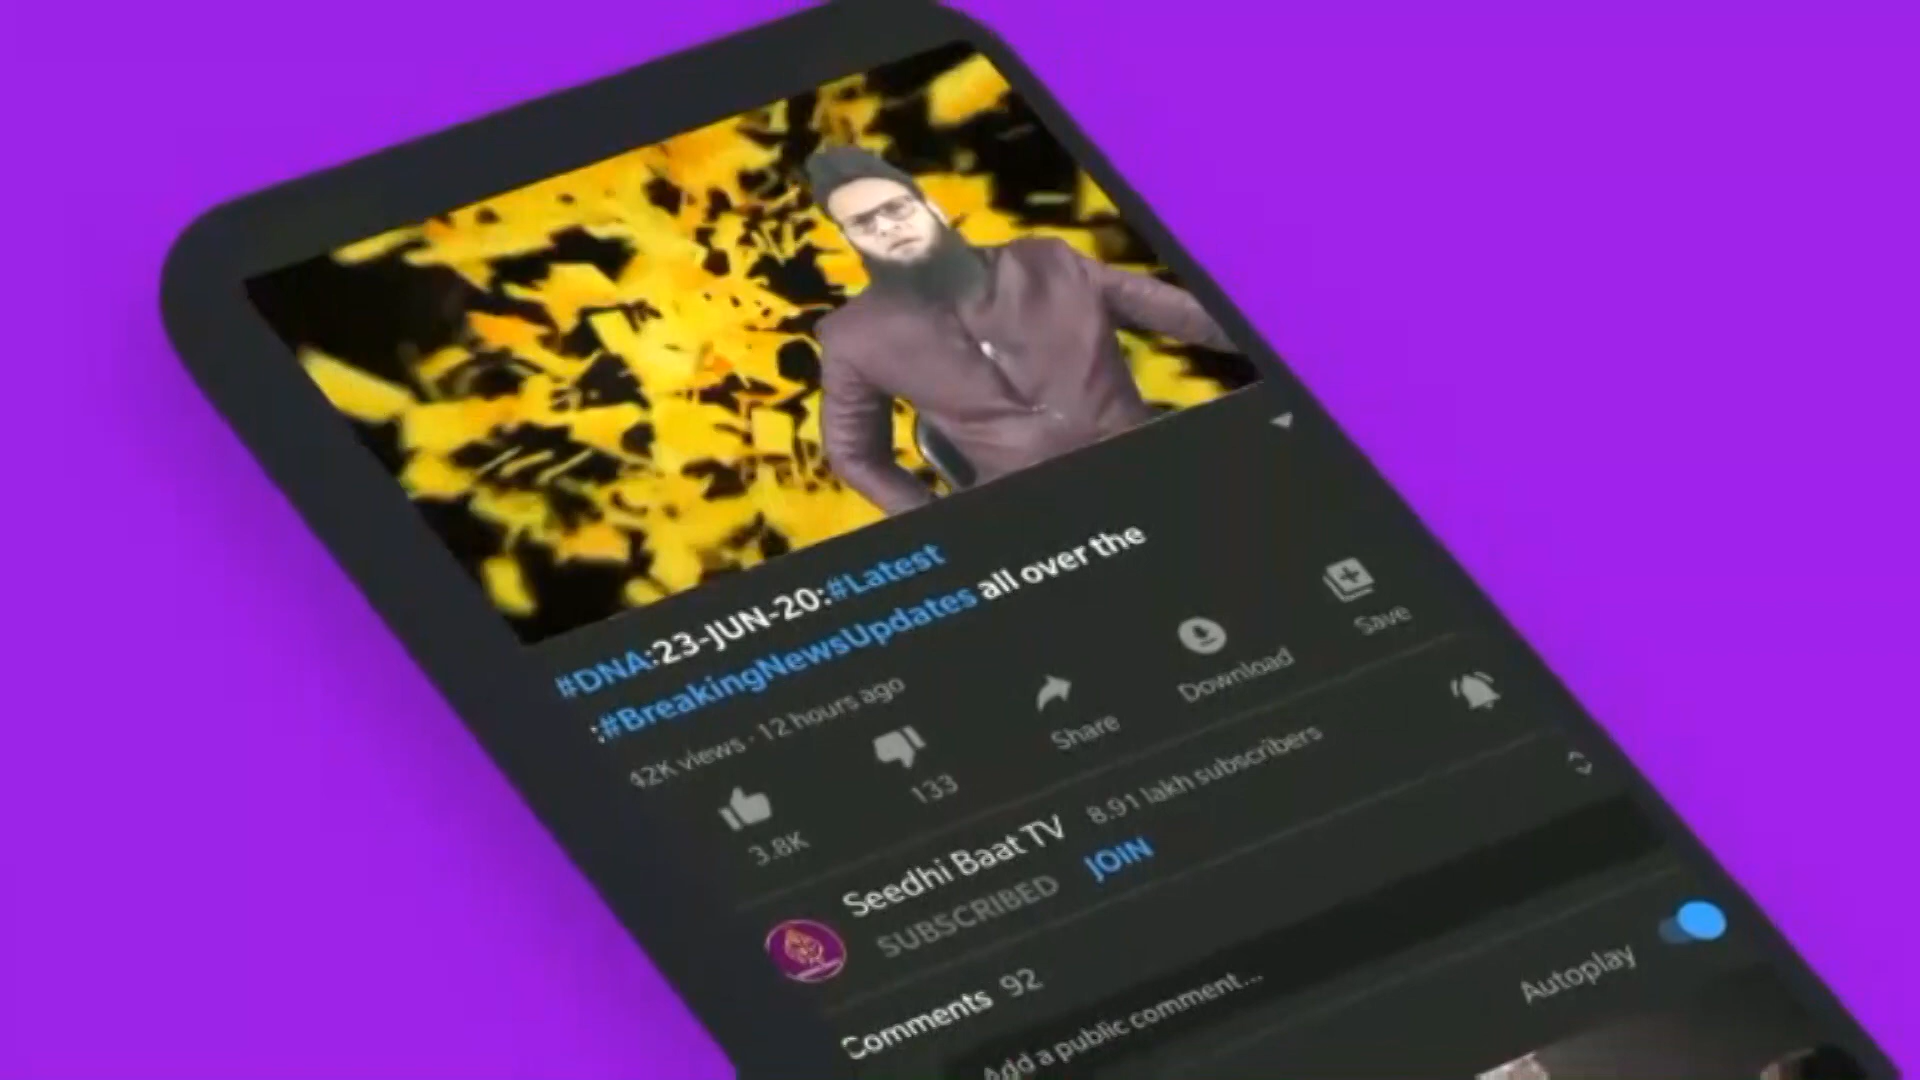 #DNA:23-JUN-20:#Latest
:#BreakingNewsUpdates all over the
42K views · 12 hours ago
3.8K
133
Share
Download
Save
Seedhi Baat TV 8.91 lakh subscribers
SUBSCRIBED JOIN
Comments 92
Add a public comment...
Autoplay